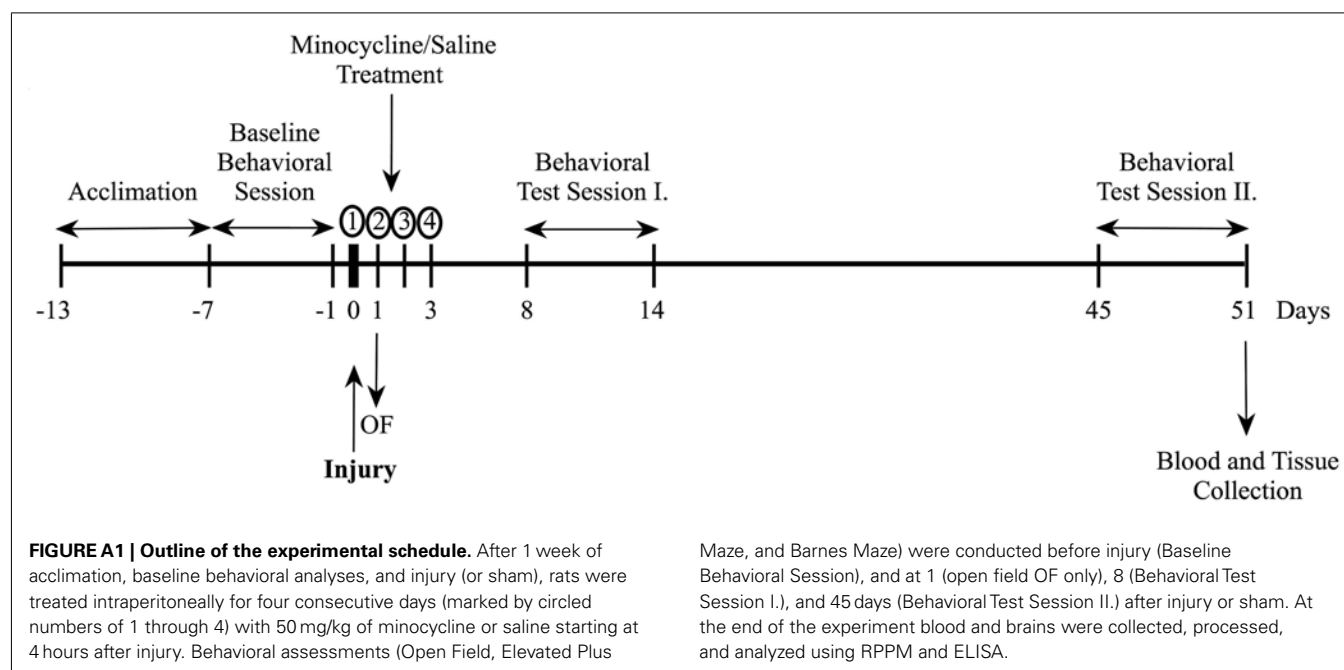 Minocycline/Saline
Treatment
Baseline
Behavioral
Session
Acclimation
Behavioral
Test Session I.
Behavioral
Test Session II.
① ② ③ ④
-13 -7 -1 0 1 3 8 14 45 51 Days
OF
Injury
Blood and Tissue
Collection
FIGURE A1 | Outline of the experimental schedule. After 1 week of
acclimation, baseline behavioral analyses, and injury (or sham), rats were
treated intraperitoneally for four consecutive days (marked by circled
numbers of 1 through 4) with 50 mg/kg of minocycline or saline starting at
4 hours after injury. Behavioral assessments (Open Field, Elevated Plus
Maze, and Barnes Maze) were conducted before injury (Baseline
Behavioral Session), and at 1 (open field OF only), 8 (Behavioral Test
Session I.), and 45 days (Behavioral Test Session II.) after injury or sham. At
the end of the experiment blood and brains were collected, processed,
and analyzed using RPPM and ELISA.